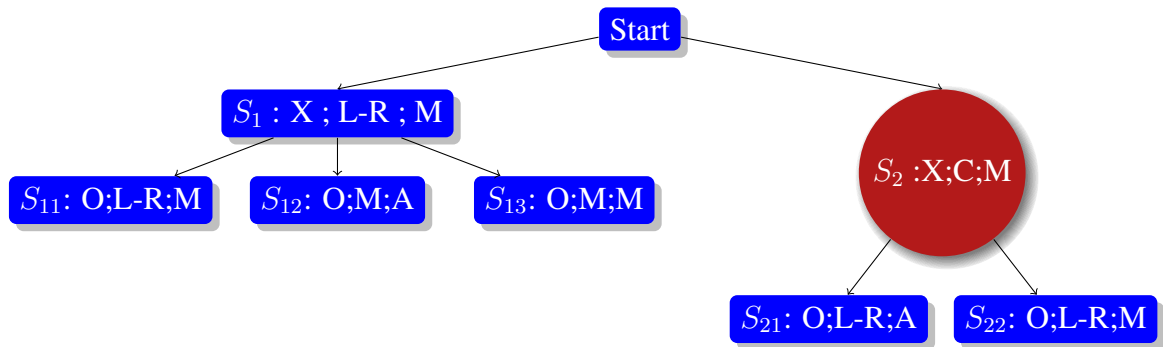 Start
S₁ : X ; L-R ; M
S₂ :X;C;M
S₁₁: O;L-R;M
S₁₂: O;M;A
S₁₃: O;M;M
S₂₁: O;L-R;A
S₂₂: O;L-R;M